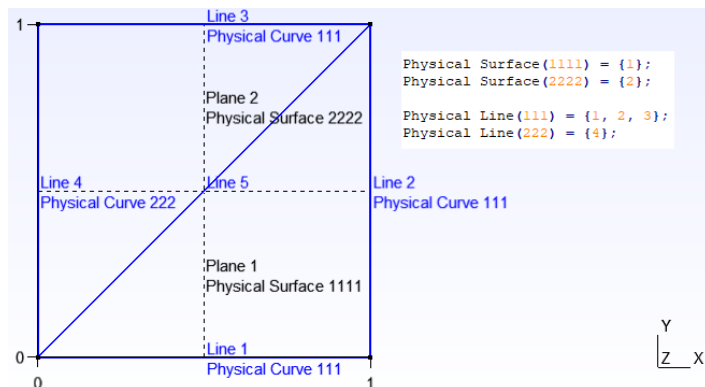 1
Line 3
Physical Curve 111
Physical Surface(1111) = {1};
Physical Surface(2222) = {2};
Physical Line(111) = {1, 2, 3};
Physical Line(222) = {4};
Plane 2
Physical Surface 2222
Line 4
Physical Curve 222
Line 5
Line 2
Physical Curve 111
Plane 1
Physical Surface 1111
0
Line 1
Physical Curve 111
0
1
Y
Z
X